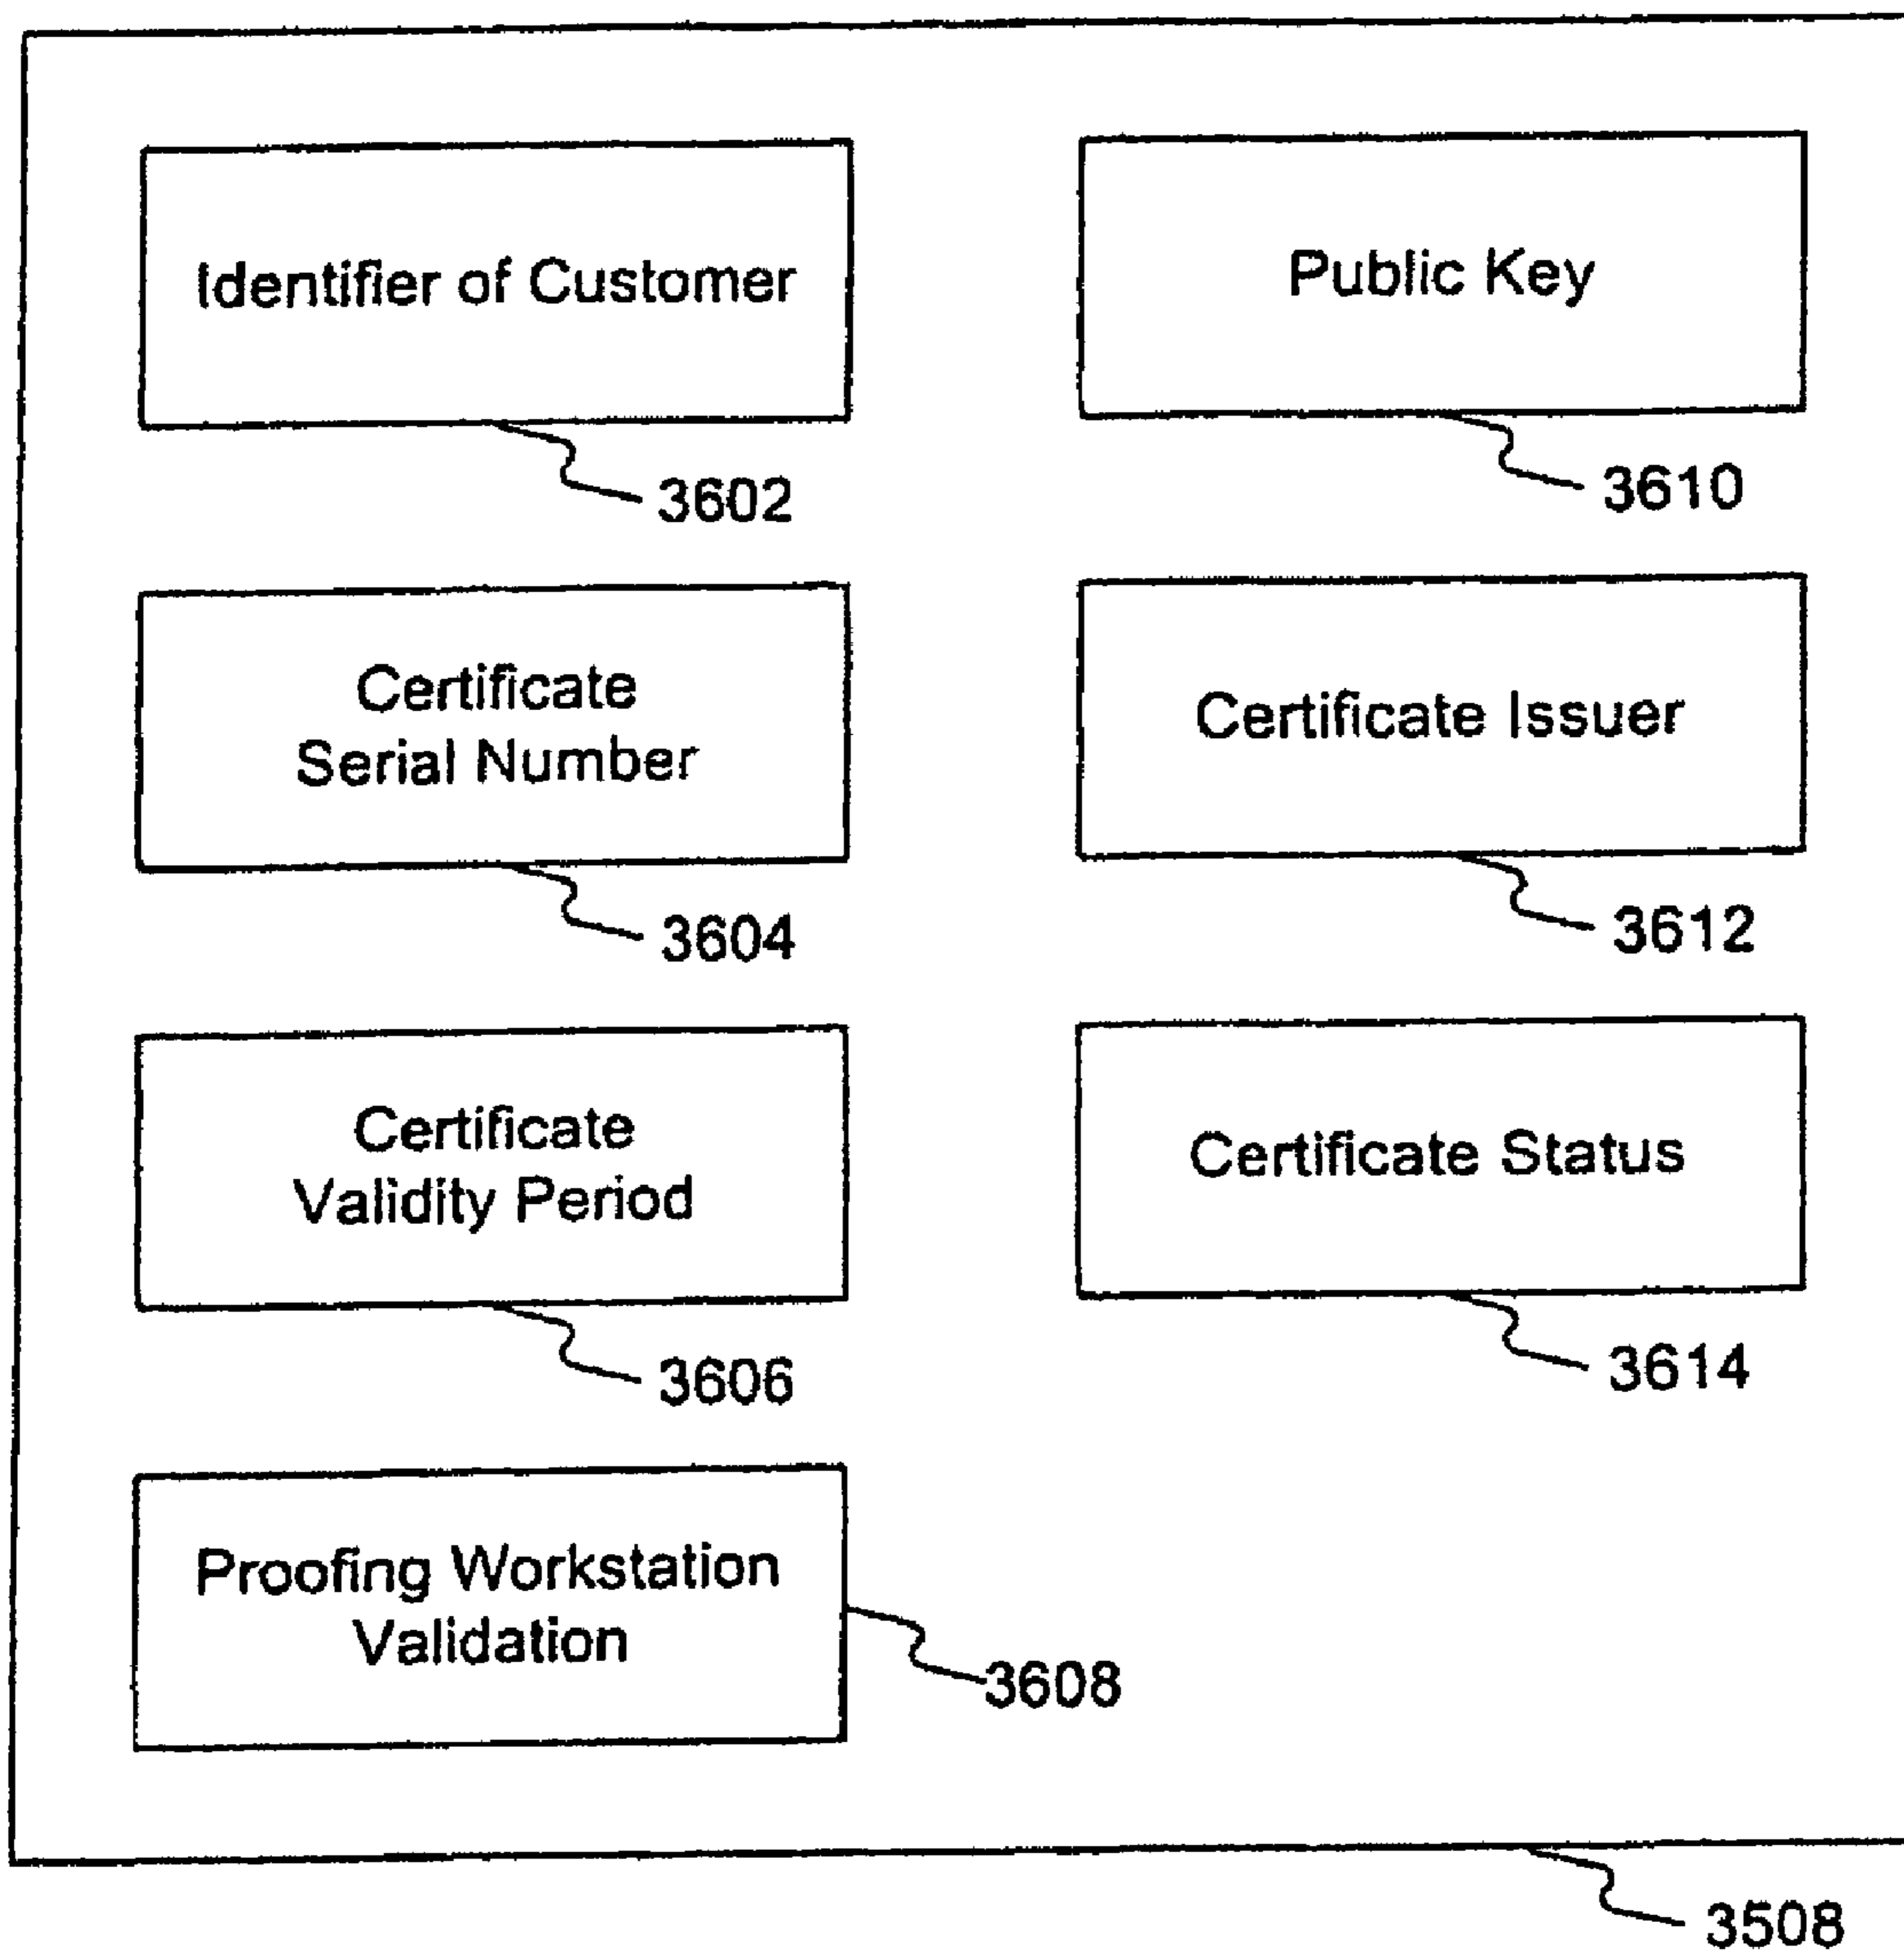 Identifier of Customer
3602
Public Key
3610
Certificate
Serial Number
3604
Certificate Issuer
3612
Certificate
Validity Period
3606
Certificate Status
3614
Proofing Workstation
Validation
3608
3508